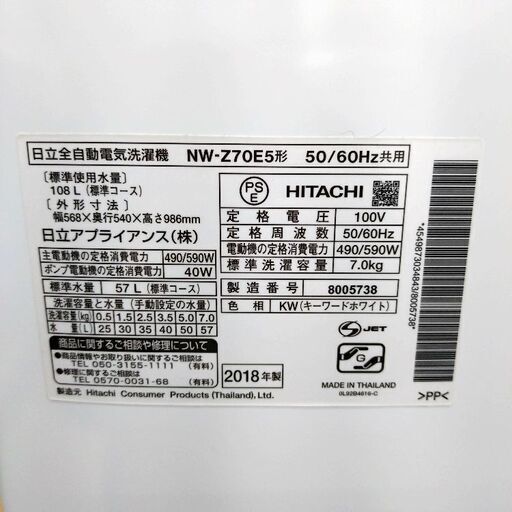 日立全自動電気洗濯機 NW-Z70E5形 50/60Hz共用
〔標準使用水量〕
108L(標準コース)
〔外形寸法〕
幅568×奥行540×高さ986mm
日立アプライアンス(株)
主電動機の定格消費電力 490/590W
ポンプ電動機の定格消費電力 40W
標準水量 57L(標準コース)
洗濯容量と水量(手動設定の水量)
洗濯容量(kg) 0.5 1.5 2.5 3.5 5.0 7.0
水量(L) 25 30 35 40 50 57
商品に関するご相談や修理について
商品情報やお取り扱いに関するご相談
TEL 050-3155-1111(有料)
修理に関するご相談
TEL 0570-0031-68(有料)
製造元 Hitachi Consumer Products (Thailand), Ltd.
PS
E
HITACHI
定格電圧 100V
定格周波数 50/60Hz
電動機の定格消費電力 490/590W
標準洗濯容量 7.0kg
製造番号 8005738
色相 KW(キーワードホワイト)
JET
G
2018年製
MADE IN THAILAND
0L92B4616-C
*4549873034843/8005738*
>PP<